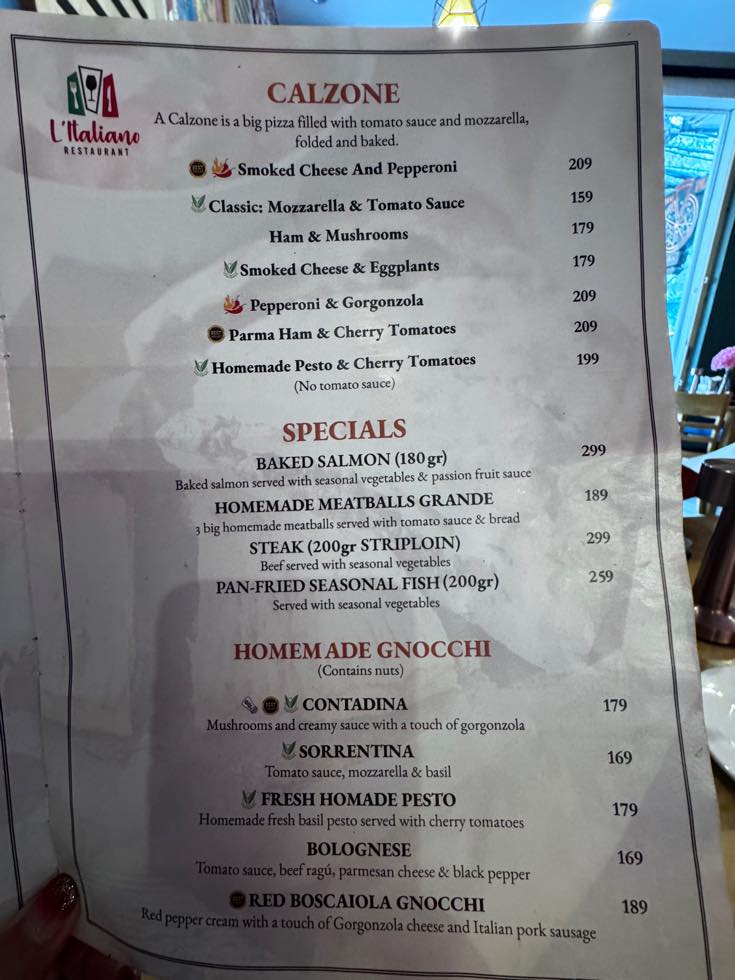 L'Italiano
RESTAURANT
CALZONE
A Calzone is a big pizza filled with tomato sauce and mozzarella,
folded and baked.
Smoked Cheese And Pepperoni 209
Classic: Mozzarella & Tomato Sauce 159
Ham & Mushrooms 179
Smoked Cheese & Eggplants 179
Pepperoni & Gorgonzola 209
Parma Ham & Cherry Tomatoes 209
Homemade Pesto & Cherry Tomatoes 199
(No tomato sauce)
SPECIALS
BAKED SALMON (180 gr) 299
Baked salmon served with seasonal vegetables & passion fruit sauce
HOMEMADE MEATBALLS GRANDE 189
3 big homemade meatballs served with tomato sauce & bread
STEAK (200gr STRIPLOIN) 299
Beef served with seasonal vegetables
PAN-FRIED SEASONAL FISH (200gr) 259
Served with seasonal vegetables
HOMEMADE GNOCCHI
(Contains nuts)
CONTADINA 179
Mushrooms and creamy sauce with a touch of gorgonzola
SORRENTINA 169
Tomato sauce, mozzarella & basil
FRESH HOMADE PESTO 179
Homemade fresh basil pesto served with cherry tomatoes
BOLOGNESE 169
Tomato sauce, beef ragú, parmesan cheese & black pepper
RED BOSCAIOLA GNOCCHI 189
Red pepper cream with a touch of Gorgonzola cheese and Italian pork sausage